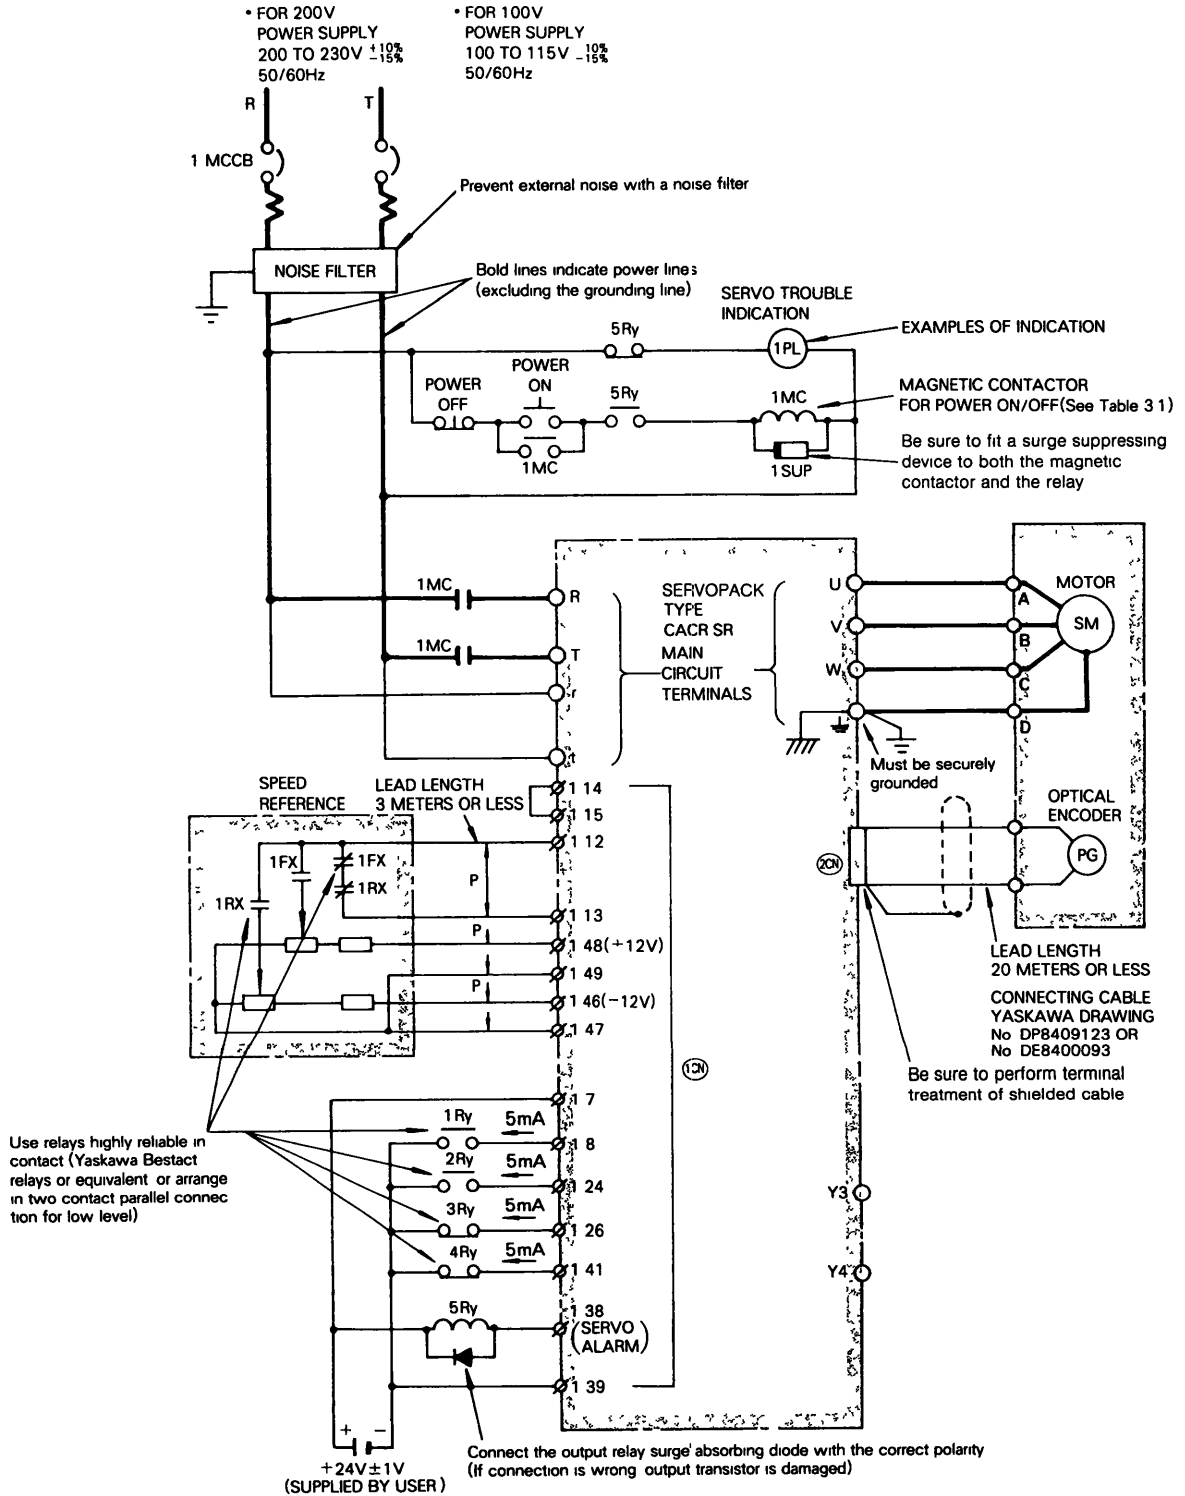 • FOR 200V
POWER SUPPLY
200 TO 230V +10% −15%
50/60Hz
• FOR 100V
POWER SUPPLY
100 TO 115V 10% −15%
50/60Hz
R
T
1 MCCB
Prevent external noise with a noise filter
NOISE FILTER
Bold lines indicate power lines
(excluding the grounding line)
SERVO TROUBLE
INDICATION
5Ry
1PL
EXAMPLES OF INDICATION
POWER
OFF
POWER
ON
5Ry
1MC
1MC
1SUP
MAGNETIC CONTACTOR
FOR POWER ON/OFF(See Table 3 1)
Be sure to fit a surge suppressing
device to both the magnetic
contactor and the relay
1MC
R
1MC
T
r
t
SERVOPACK
TYPE
CACR SR
MAIN
CIRCUIT
TERMINALS
U
V
W
A
B
C
D
MOTOR
SM
Must be securely
grounded
SPEED
REFERENCE
LEAD LENGTH
3 METERS OR LESS
1 14
1 15
1 12
1 13
1 48(+12V)
1 49
1 46(−12V)
1 47
1FX
1FX
1RX
1RX
P
P
P
OPTICAL
ENCODER
PG
2CN
LEAD LENGTH
20 METERS OR LESS
CONNECTING CABLE
YASKAWA DRAWING
No DP8409123 OR
No DE8400093
Be sure to perform terminal
treatment of shielded cable
1CN
Use relays highly reliable in
contact (Yaskawa Bestact
relays or equivalent or arrange
in two contact parallel connec
tion for low level)
1 7
1Ry
5mA
1 8
2Ry
5mA
1 24
3Ry
5mA
1 26
4Ry
5mA
1 41
5Ry
1 38
(SERVO
ALARM)
1 39
Y3
Y4
+ −
+24V±1V
(SUPPLIED BY USER)
Connect the output relay surge' absorbing diode with the correct polarity
(If connection is wrong output transistor is damaged)